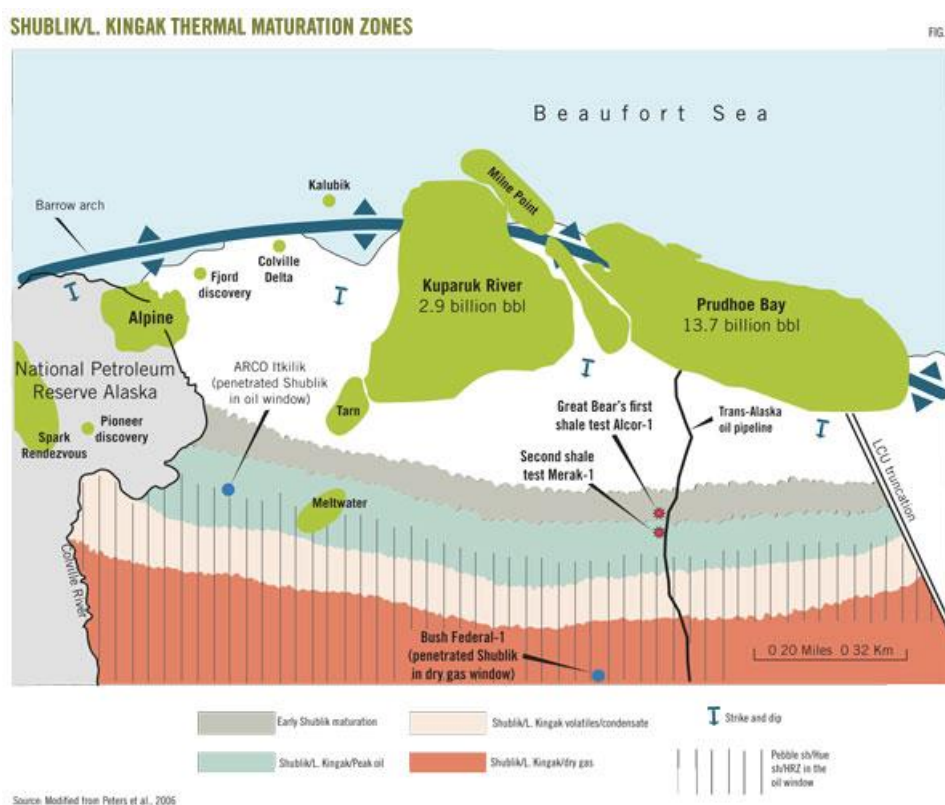 SHUBLIK/L. KINGAK THERMAL MATURATION ZONES
FIG.
Beaufort Sea
Kalubik
Milne Point
Barrow arch
Fjord
discovery
Colville
Delta
Kuparuk River
2.9 billion bbl
Prudhoe Bay
13.7 billion bbl
Alpine
National Petroleum
Reserve Alaska
ARCO Itkilik
(penetrated Shublik
in oil window)
Tarn
Pioneer
discovery
Spark
Rendezvous
Great Bear's first
shale test Alcor-1
Trans-Alaska
oil pipeline
Second shale
test Merak-1
LCU truncation
Meltwater
Colville River
Bush Federal-1
(penetrated Shublik
in dry gas window)
0 20 Miles 0 32 Km
Early Shublik maturation
Shublik/L. Kingak volatiles/condensate
Strike and dip
Shublik/L. Kingak/Peak oil
Shublik/L. Kingak/dry gas
Pebble sh/Hue
sh/HRZ in the
oil window
Source: Modified from Peters et al., 2006